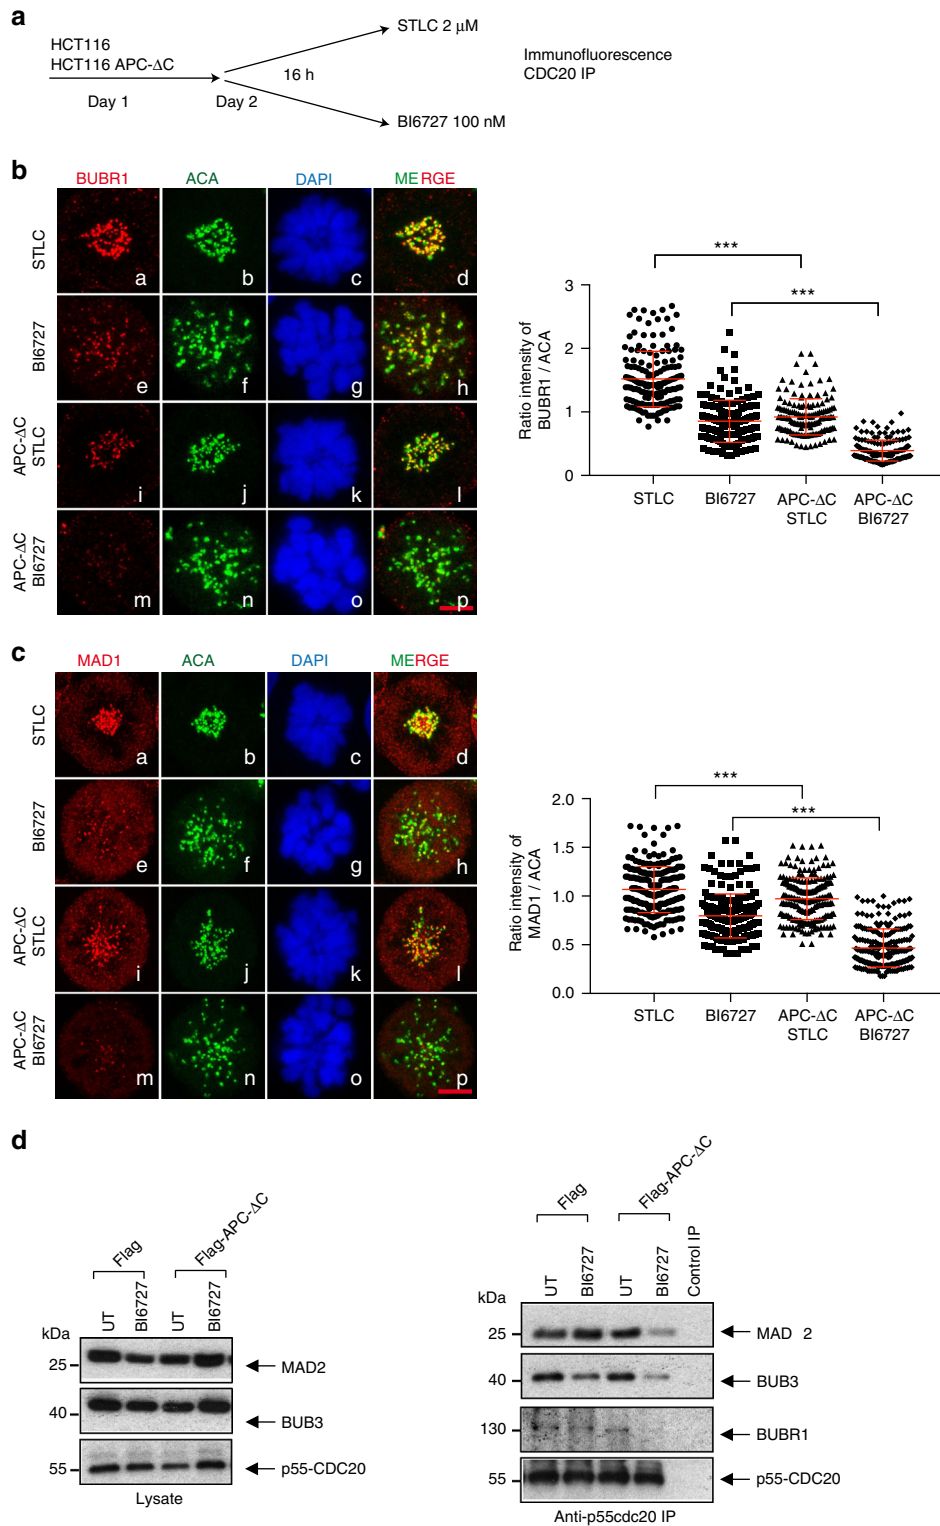 a
HCT116
HCT116 APC-ΔC
Day 1
Day 2
16 h
STLC 2 μM
BI6727 100 nM
Immunofluorescence
CDC20 IP
b
BUBR1 ACA DAPI MERGE
STLC
a b c d
BI6727
e f g h
APC-ΔC
STLC
i j k l
APC-ΔC
BI6727
m n o p
Ratio intensity of
BUBR1 / ACA
***
***
3
2
1
0
STLC BI6727 APC-ΔC
STLC
APC-ΔC
BI6727
c
MAD1 ACA DAPI MERGE
STLC
a b c d
BI6727
e f g h
APC-ΔC
STLC
i j k l
APC-ΔC
BI6727
m n o p
Ratio intensity of
MAD1 / ACA
***
***
2.0
1.5
1.0
0.5
0.0
STLC BI6727 APC-ΔC
STLC
APC-ΔC
BI6727
d
Flag
Flag-APC-ΔC
UT BI6727 UT BI6727
kDa
25 MAD2
40 BUB3
55 p55-CDC20
Lysate
Flag
Flag-APC-ΔC
UT BI6727 UT BI6727 Control IP
kDa
25 MAD 2
40 BUB3
130 BUBR1
55 p55-CDC20
Anti-p55cdc20 IP